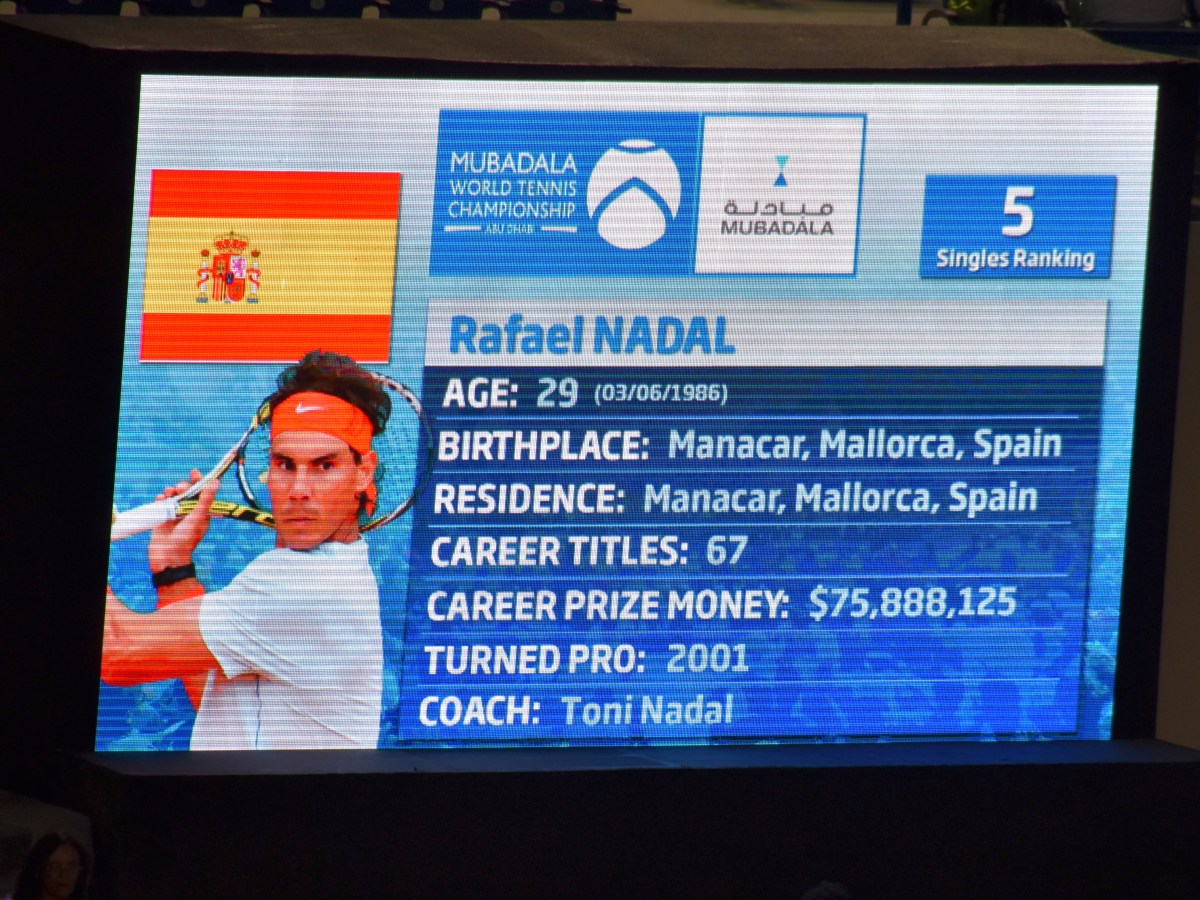 MUBADALA
WORLD TENNIS
CHAMPIONSHIP
ABU DHABI
مبادلة
MUBADALA
5
Singles Ranking
Rafael NADAL
AGE: 29 (03/06/1986)
BIRTHPLACE: Manacar, Mallorca, Spain
RESIDENCE: Manacar, Mallorca, Spain
CAREER TITLES: 67
CAREER PRIZE MONEY: $75,888,125
TURNED PRO: 2001
COACH: Toni Nadal